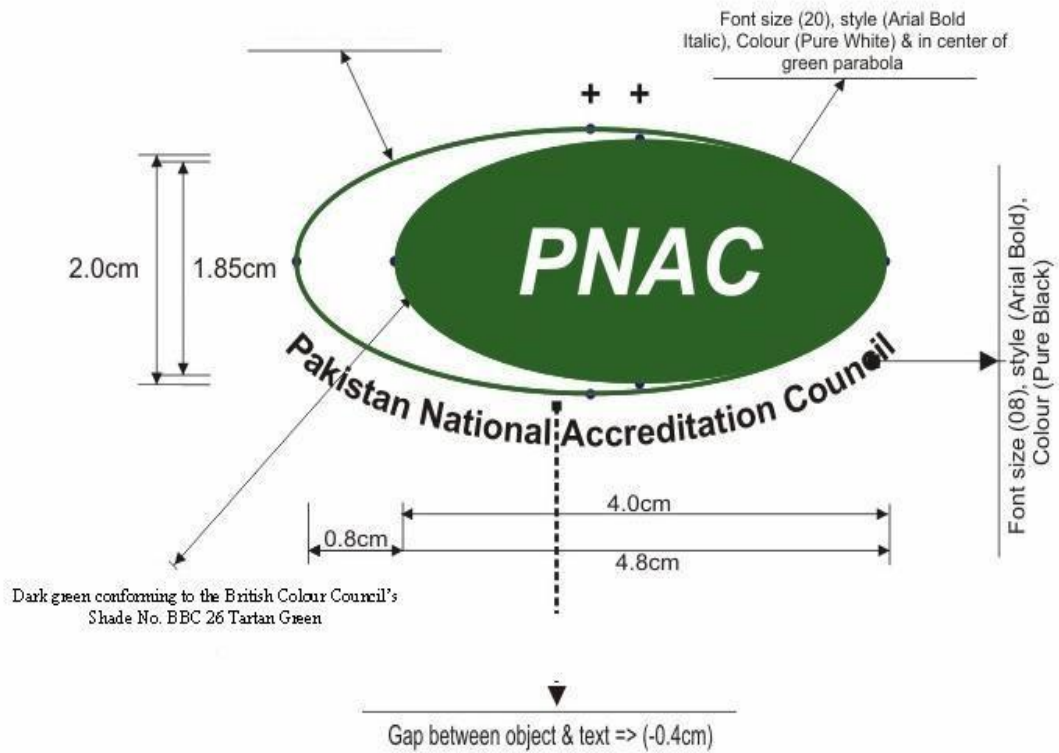 Font size (20), style (Arial Bold
Italic), Colour (Pure White) & in center of
green parabola
+ +
2.0cm
1.85cm
PNAC
Pakistan National Accreditation Council
Font size (08), style (Arial Bold),
Colour (Pure Black)
4.0cm
0.8cm
4.8cm
Dark green conforming to the British Colour Council's
Shade No. BBC 26 Tartan Green
Gap between object & text => (-0.4cm)